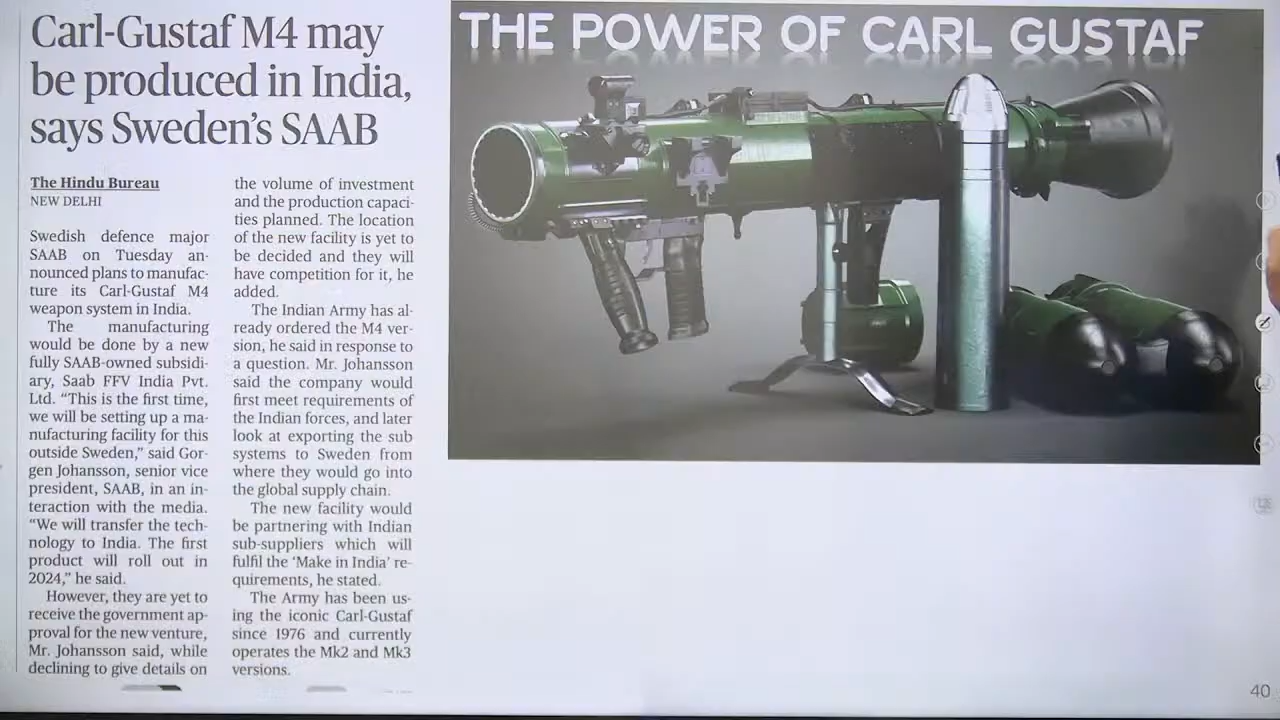 Carl-Gustaf M4 may
be produced in India,
says Sweden's SAAB
The Hindu Bureau
NEW DELHI
Swedish defence major
SAAB on Tuesday an-
nounced plans to manufac-
ture its Carl-Gustaf M4
weapon system in India.
The manufacturing
would be done by a new
fully SAAB-owned subsidi-
ary, Saab FFV India Pvt.
Ltd. “This is the first time,
we will be setting up a ma-
nufacturing facility for this
outside Sweden,” said Gor-
gen Johansson, senior vice
president, SAAB, in an in-
teraction with the media.
“We will transfer the tech-
nology to India. The first
product will roll out in
2024,” he said.
However, they are yet to
receive the government ap-
proval for the new venture,
Mr. Johansson said, while
declining to give details on
the volume of investment
and the production capaci-
ties planned. The location
of the new facility is yet to
be decided and they will
have competition for it, he
added.
The Indian Army has al-
ready ordered the M4 ver-
sion, he said in response to
a question. Mr. Johansson
said the company would
first meet requirements of
the Indian forces, and later
look at exporting the sub
systems to Sweden from
where they would go into
the global supply chain.
The new facility would
be partnering with Indian
sub-suppliers which will
fulfil the ‘Make in India’ re-
quirements, he stated.
The Army has been us-
ing the iconic Carl-Gustaf
since 1976 and currently
operates the Mk2 and Mk3
versions.
THE POWER OF CARL GUSTAF
40